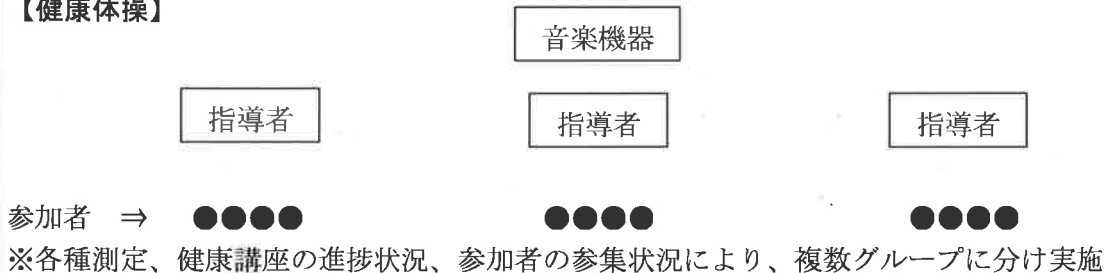 【健康体操】
音楽機器
指導者 指導者 指導者
参加者 ⇒ ●●●● ●●●● ●●●●
※各種測定、健康講座の進捗状況、参加者の参集状況により、複数グループに分け実施